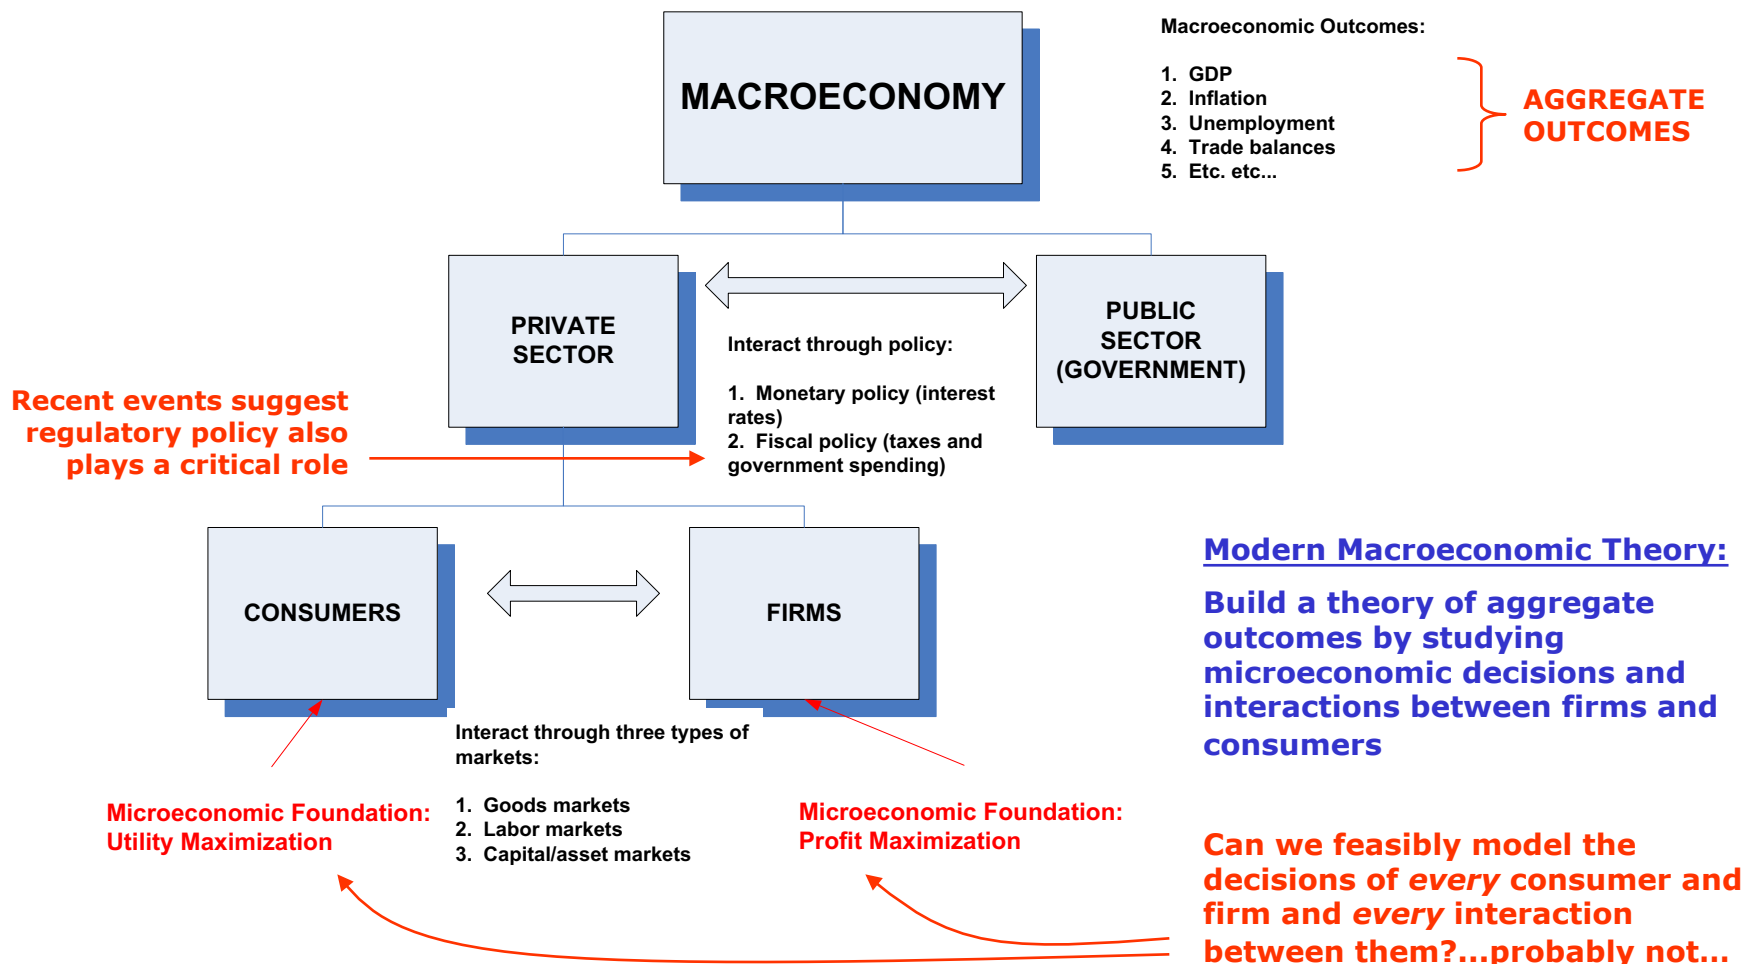 MACROECONOMY
Macroeconomic Outcomes:
1. GDP
2. Inflation
3. Unemployment
4. Trade balances
5. Etc. etc...
AGGREGATE
OUTCOMES
PRIVATE
SECTOR
PUBLIC
SECTOR
(GOVERNMENT)
Interact through policy:
1. Monetary policy (interest
rates)
2. Fiscal policy (taxes and
government spending)
Recent events suggest
regulatory policy also
plays a critical role
CONSUMERS
FIRMS
Interact through three types of
markets:
1. Goods markets
2. Labor markets
3. Capital/asset markets
Microeconomic Foundation:
Utility Maximization
Microeconomic Foundation:
Profit Maximization
Modern Macroeconomic Theory:
Build a theory of aggregate
outcomes by studying
microeconomic decisions and
interactions between firms and
consumers
Can we feasibly model the
decisions of every consumer and
firm and every interaction
between them?...probably not...